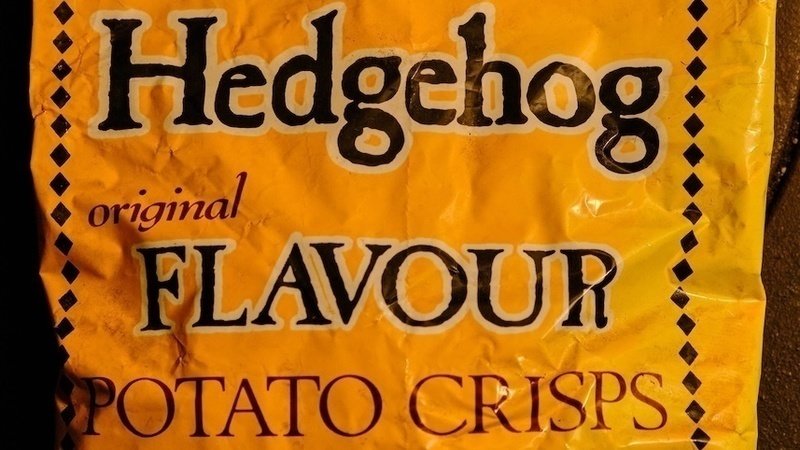 Hedgehog
original
FLAVOUR
POTATO CRISPS